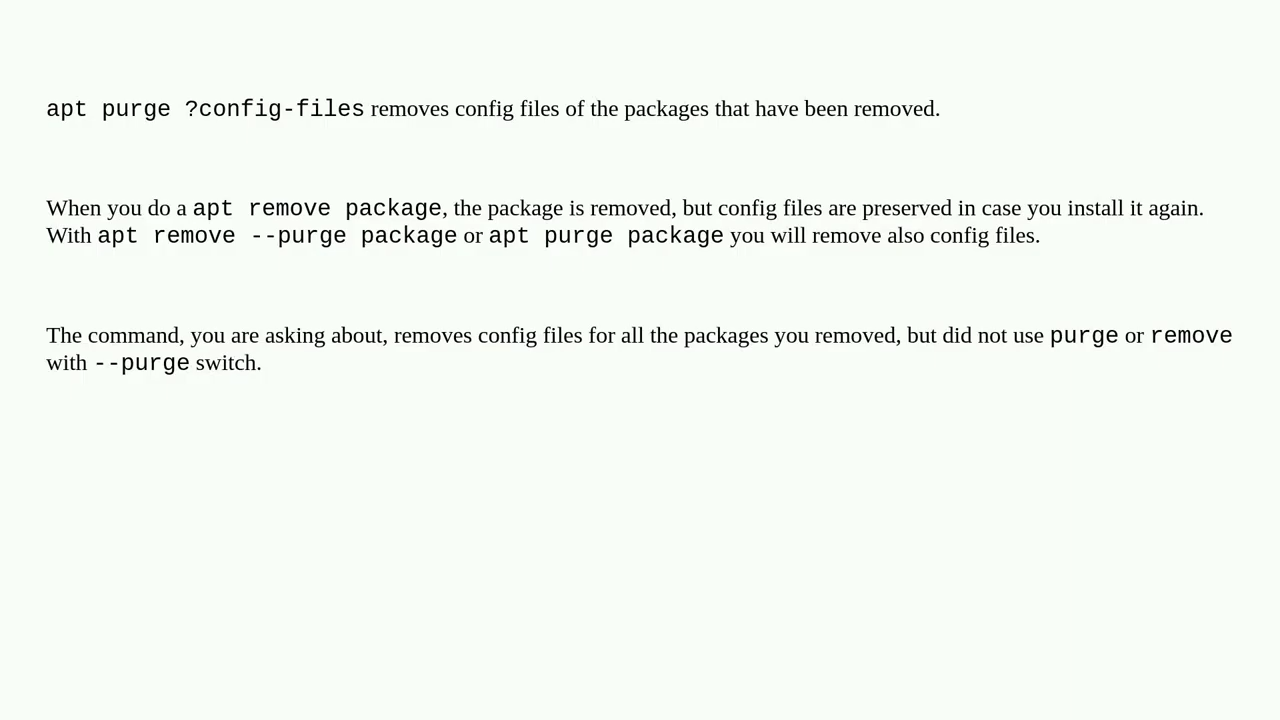 apt purge ?config-files removes config files of the packages that have been removed.
When you do a apt remove package, the package is removed, but config files are preserved in case you install it again.
With apt remove --purge package or apt purge package you will remove also config files.
The command, you are asking about, removes config files for all the packages you removed, but did not use purge or remove
with --purge switch.